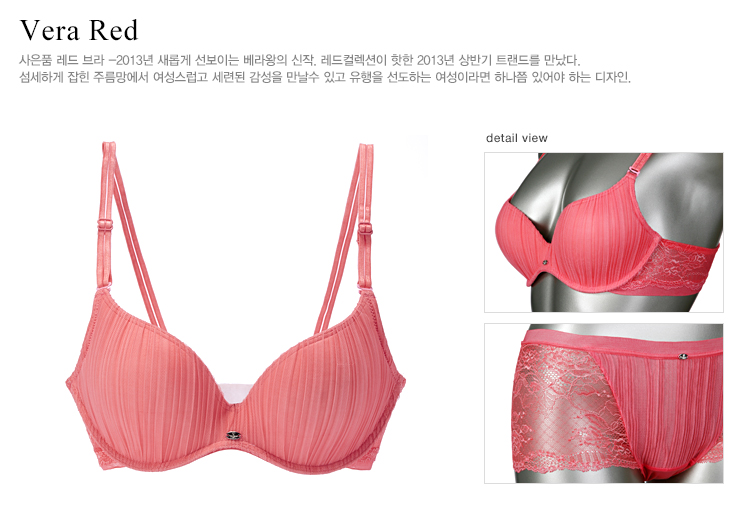 Vera Red
사은품 레드 브라 -2013년 새롭게 선보이는 베라왕의 신작. 레드컬렉션이 핫한 2013년 상반기 트랜드를 만났다.
섬세하게 잡힌 주름망에서 여성스럽고 세련된 감성을 만날수 있고 유행을 선도하는 여성이라면 하나쯤 있어야 하는 디자인.
detail view